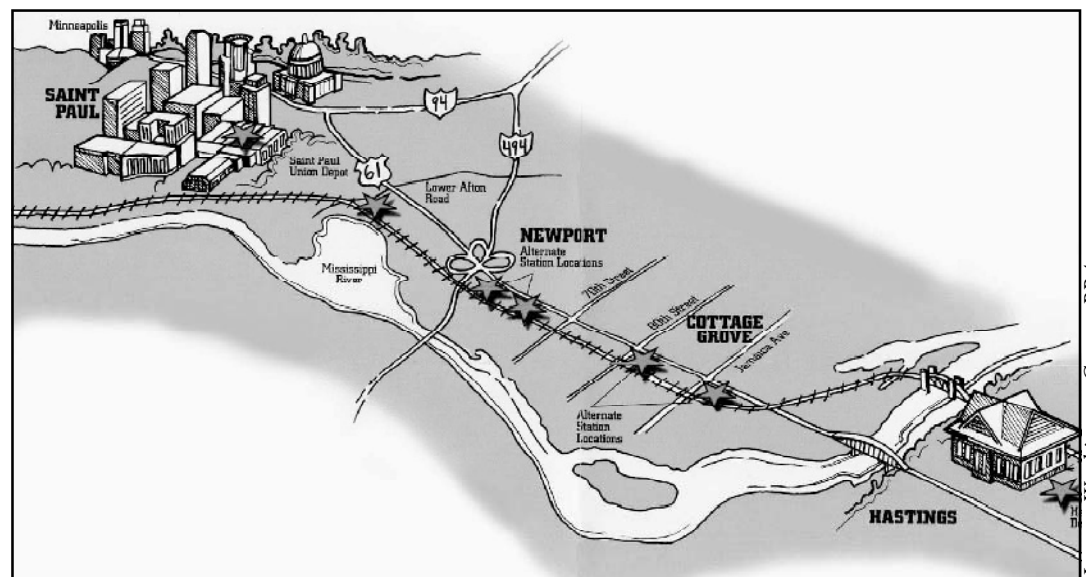 Minneapolis
SAINT
PAUL
94
494
61
Saint Paul
Union Depot
Lower Afton
Road
NEWPORT
Alternate
Station Locations
Mississippi
River
70th Street
80th Street
COTTAGE
GROVE
Jamaica Ave
Alternate
Station
Locations
HASTINGS